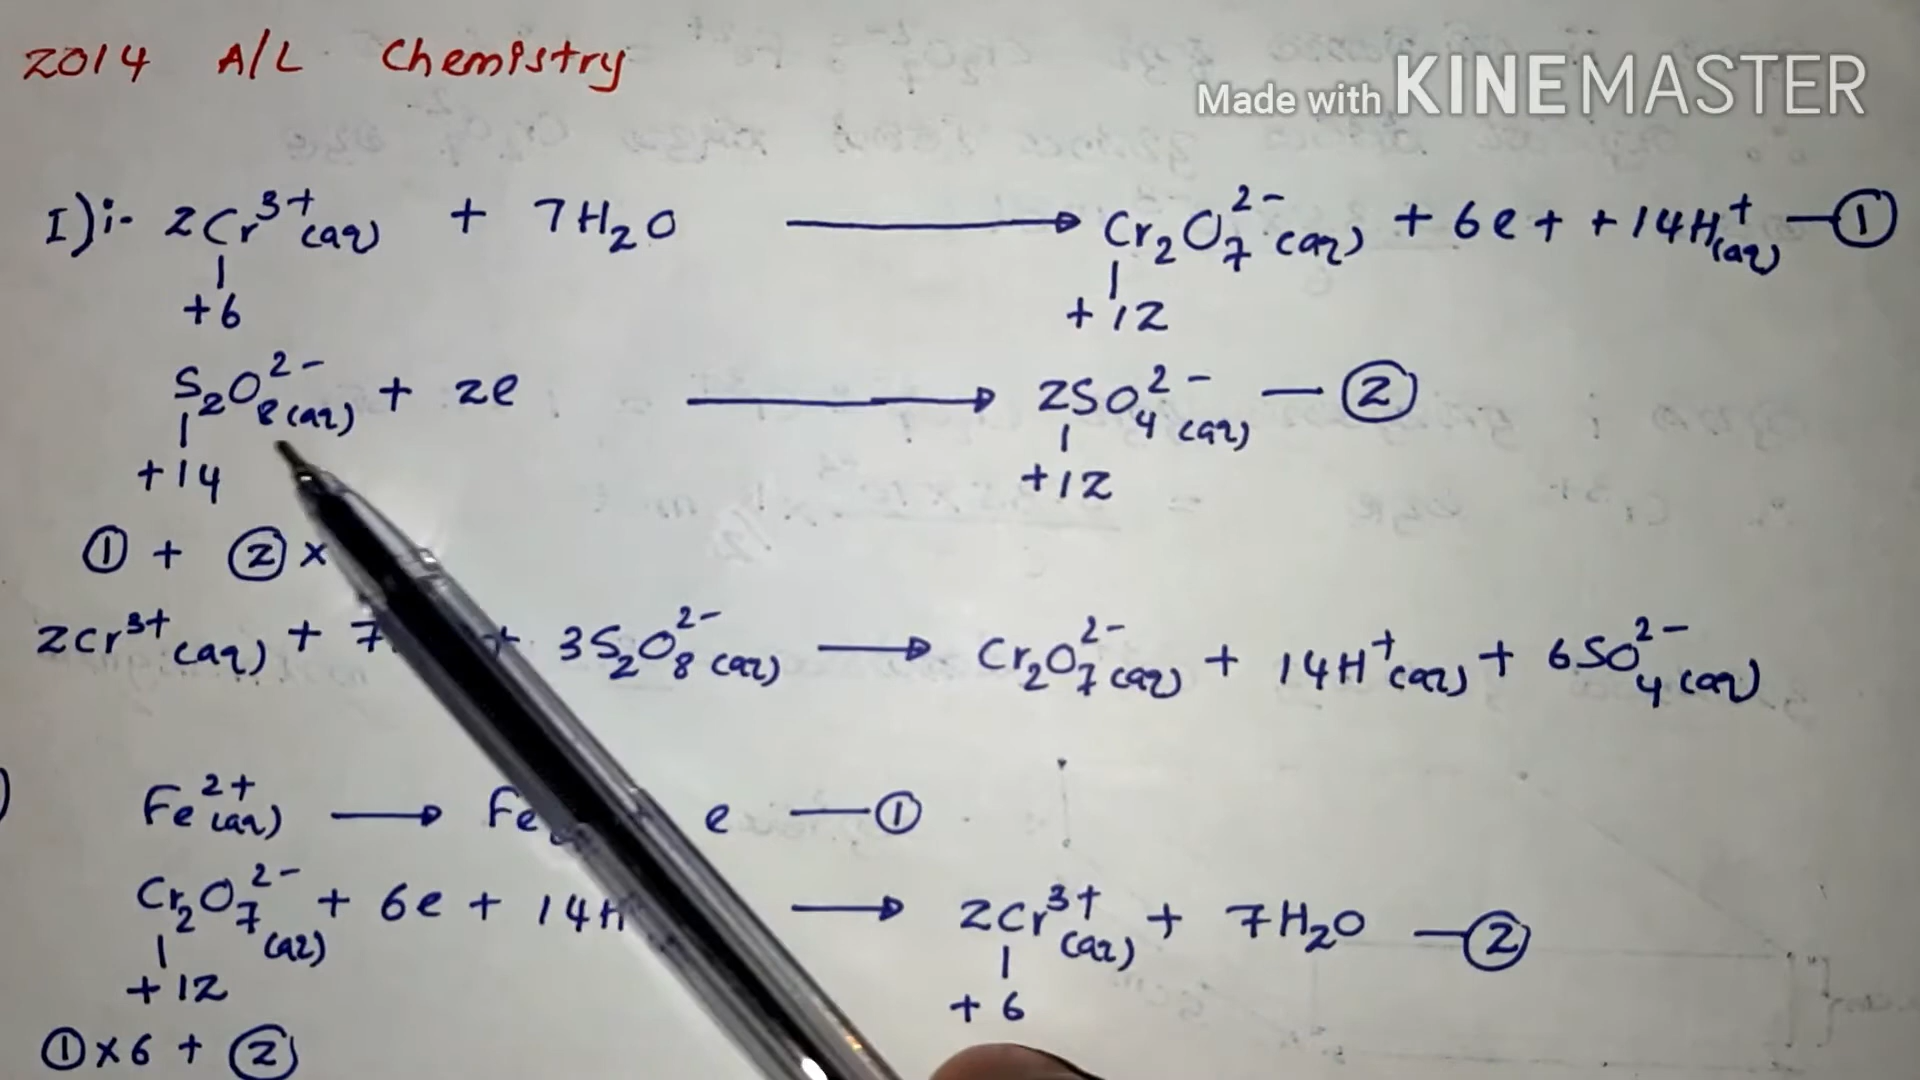 2014 A/L Chemistry
Made with KINEMASTER
I) i- 2Cr³⁺(aq) + 7H₂O → Cr₂O₇²⁻(aq) + 6e + + 14H⁺(aq) — ①
+6 +12
S₂O₈²⁻(aq) + 2e → 2SO₄²⁻(aq) — ②
+14 +12
① + ② ×
2Cr³⁺(aq) + 7 + 3S₂O₈²⁻(aq) → Cr₂O₇²⁻(aq) + 14H⁺(aq) + 6SO₄²⁻(aq)
) Fe²⁺(aq) → Fe e — ①
Cr₂O₇²⁻(aq) + 6e + 14H → 2Cr³⁺(aq) + 7H₂O — ②
+12 +6
① × 6 + ②